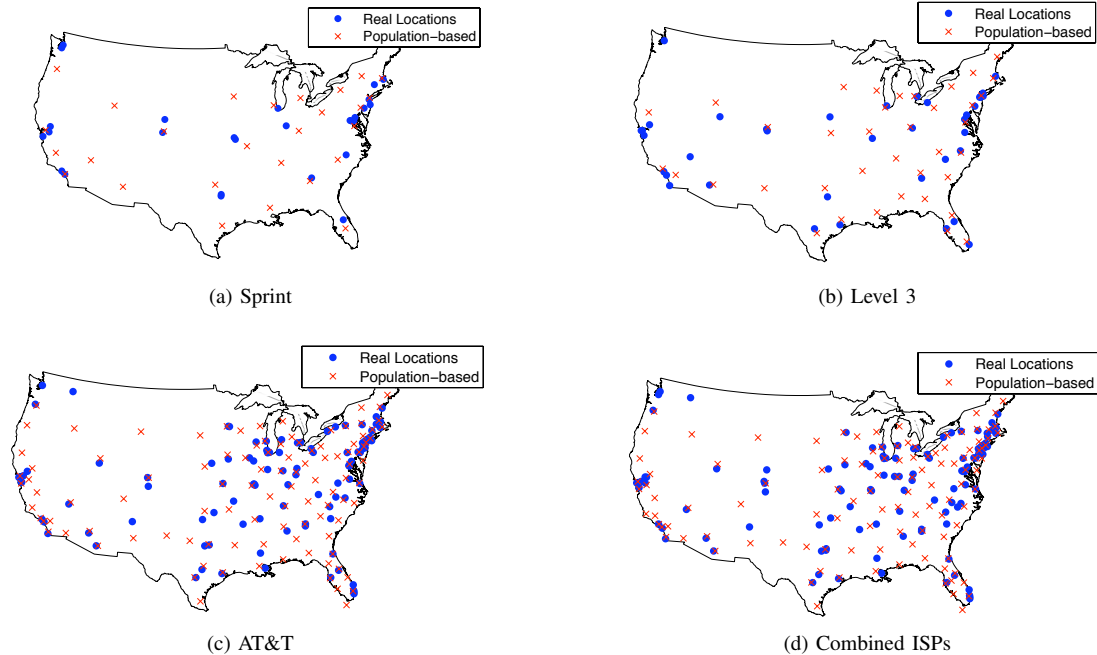 Real Locations
Population-based
Real Locations
Population-based
(a) Sprint
(b) Level 3
Real Locations
Population-based
Real Locations
Population-based
(c) AT&T
(d) Combined ISPs